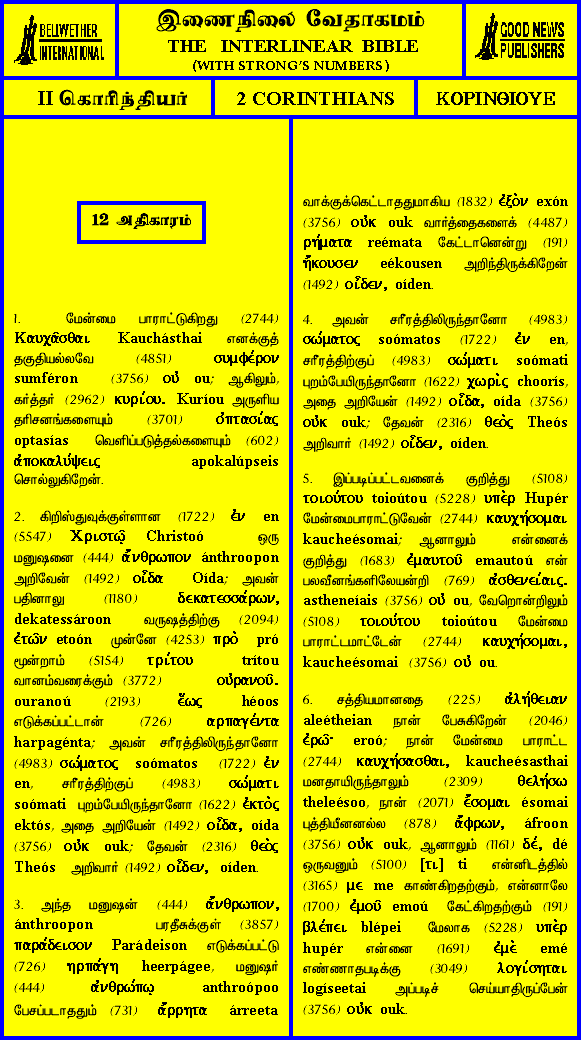 BELLWETHER
INTERNATIONAL
இணைநிலை வேதாகமம்
THE INTERLINEAR BIBLE
(WITH STRONG'S NUMBERS)
GOOD NEWS
PUBLISHERS
II கொரிந்தியர்
2 CORINTHIANS
ΚΟΡΙΝΘΙΟΥΕ
12 அதிகாரம்
1. மேன்மை பாராட்டுகிறது (2744)
Καυχᾶσθαι Kauchásthai எனக்குத்
தகுதியல்லவே (4851) συμφέρον
sumféron (3756) οὐ ou; ஆகிலும்,
கர்த்தர் (2962) κυρίου. Kuríou அருளிய
தரிசனங்களையும் (3701) ὀπτασίας
optasías வெளிப்படுத்தல்களையும் (602)
ἀποκαλύψεις apokalúpseis
சொல்லுகிறேன்.
2. கிறிஸ்துவுக்குள்ளான (1722) ἐν en
(5547) Χριστῷ Christoó ஒரு
மனுஷனை (444) ἄνθρωπον ánthroopon
அறிவேன் (1492) οἶδα Oída; அவன்
பதினாலு (1180) δεκατεσσάρων,
dekatessároon வருஷத்திற்கு (2094)
ἐτῶν etoón முன்னே (4253) πρὸ pró
மூன்றாம் (5154) τρίτου trítou
வானம்வரைக்கும் (3772) οὐρανοῦ.
ouranoú (2193) ἕως héoos
எடுக்கப்பட்டான் (726) αρπαγέντα
harpagénta; அவன் சரீரத்திலிருந்தானோ
(4983) σώματος soómatos (1722) ἐν
en, சரீரத்திற்குப் (4983) σώματι
soómati புறம்பேயிருந்தானோ (1622) ἐκτὸς
ektós, அதை அறியேன் (1492) οἶδα, oída
(3756) οὐκ ouk; தேவன் (2316) θεὸς
Theós அறிவார் (1492) οἶδεν, oíden.
3. அந்த மனுஷன் (444) ἄνθρωπον,
ánthroopon பரதீசுக்குள் (3857)
παράδεισον Parádeison எடுக்கப்பட்டு
(726) ηρπάγη heerpágee, மனுஷர்
(444) ἀνθρώπῳ anthroópoo
பேசப்படாததும் (731) ἄρρητα árreeta
வாக்குக்கெட்டாததுமாகிய (1832) ἐξὸν exón
(3756) οὐκ ouk வார்த்தைகளைக் (4487)
ρήματα reémata கேட்டானென்று (191)
ἤκουσεν eékousen அறிந்திருக்கிறேன்
(1492) οἶδεν, oíden.
4. அவன் சரீரத்திலிருந்தானோ (4983)
σώματος soómatos (1722) ἐν en,
சரீரத்திற்குப் (4983) σώματι soómati
புறம்பேயிருந்தானோ (1622) χωρὶς choorís,
அதை அறியேன் (1492) οἶδα, oída (3756)
οὐκ ouk; தேவன் (2316) θεὸς Theós
அறிவார் (1492) οἶδεν, oíden.
5. இப்படிப்பட்டவனைக் குறித்து (5108)
τοιούτου toioútou (5228) υπὲρ Hupér
மேன்மைபாராட்டுவேன் (2744) καυχήσομαι
kaucheésomai; ஆனாலும் என்னைக்
குறித்து (1683) ἐμαυτοῦ emautoú என்
பலவீனங்களிலேயன்றி (769) ἀσθενείαις.
astheneíais (3756) οὐ ou, வேறொன்றிலும்
(5108) τοιούτου toioútou மேன்மை
பாராட்டமாட்டேன் (2744) καυχήσομαι,
kaucheésomai (3756) οὐ ou.
6. சத்தியமானதை (225) ἀλήθειαν
aleétheian நான் பேசுகிறேன் (2046)
ἐρῶ· eroó; நான் மேன்மை பாராட்ட
(2744) καυχήσασθαι, kaucheésasthai
மனதாயிருந்தாலும் (2309) θελήσω
theleésoo, நான் (2071) ἔσομαι ésomai
புத்தியீனனல்ல (878) ἄφρων, áfroon
(3756) οὐκ ouk, ஆனாலும் (1161) δέ, dé
ஒருவனும் (5100) [τι] ti என்னிடத்தில்
(3165) με me காண்கிறதற்கும், என்னாலே
(1700) ἐμοῦ emoú கேட்கிறதற்கும் (191)
βλέπει blépei மேலாக (5228) υπὲρ
hupér என்னை (1691) ἐμὲ emé
எண்ணாதபடிக்கு (3049) λογίσηται
logíseetai அப்படிச் செய்யாதிருப்பேன்
(3756) οὐκ ouk.